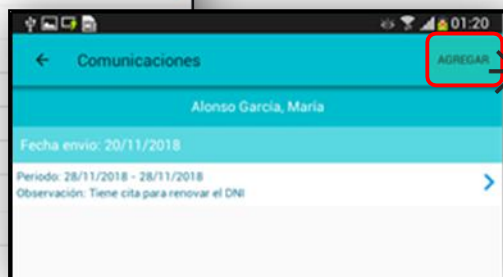 01:20
Comunicaciones
AGREGAR
Alonso García, María
Fecha envio: 20/11/2018
Periodo: 28/11/2018 - 28/11/2018
Observación: Tiene cita para renovar el DNI